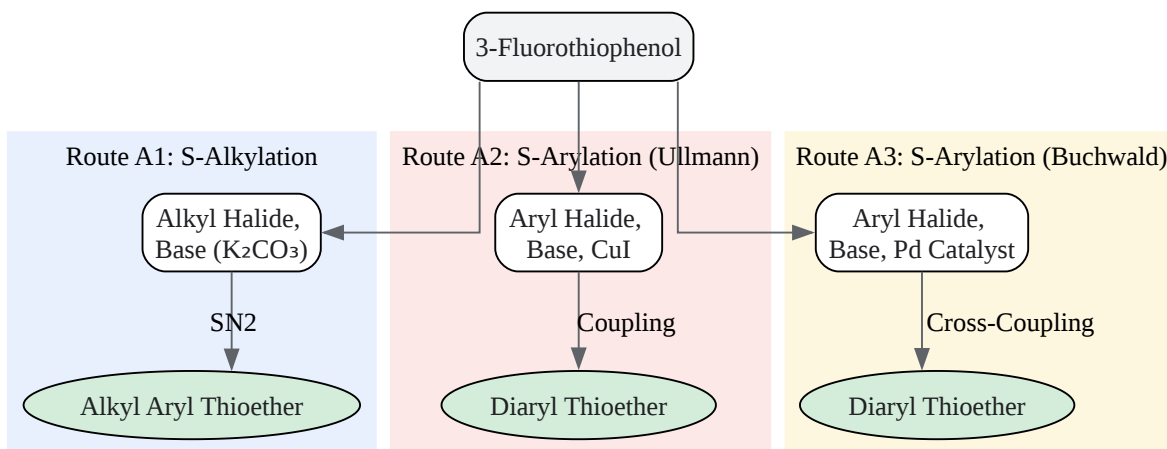 3-Fluorothiophenol
Route A1: S-Alkylation
Route A2: S-Arylation (Ullmann)
Route A3: S-Arylation (Buchwald)
Alkyl Halide,
Base (K₂CO₃)
Aryl Halide,
Base, CuI
Aryl Halide,
Base, Pd Catalyst
SN2
Coupling
Cross-Coupling
Alkyl Aryl Thioether
Diaryl Thioether
Diaryl Thioether